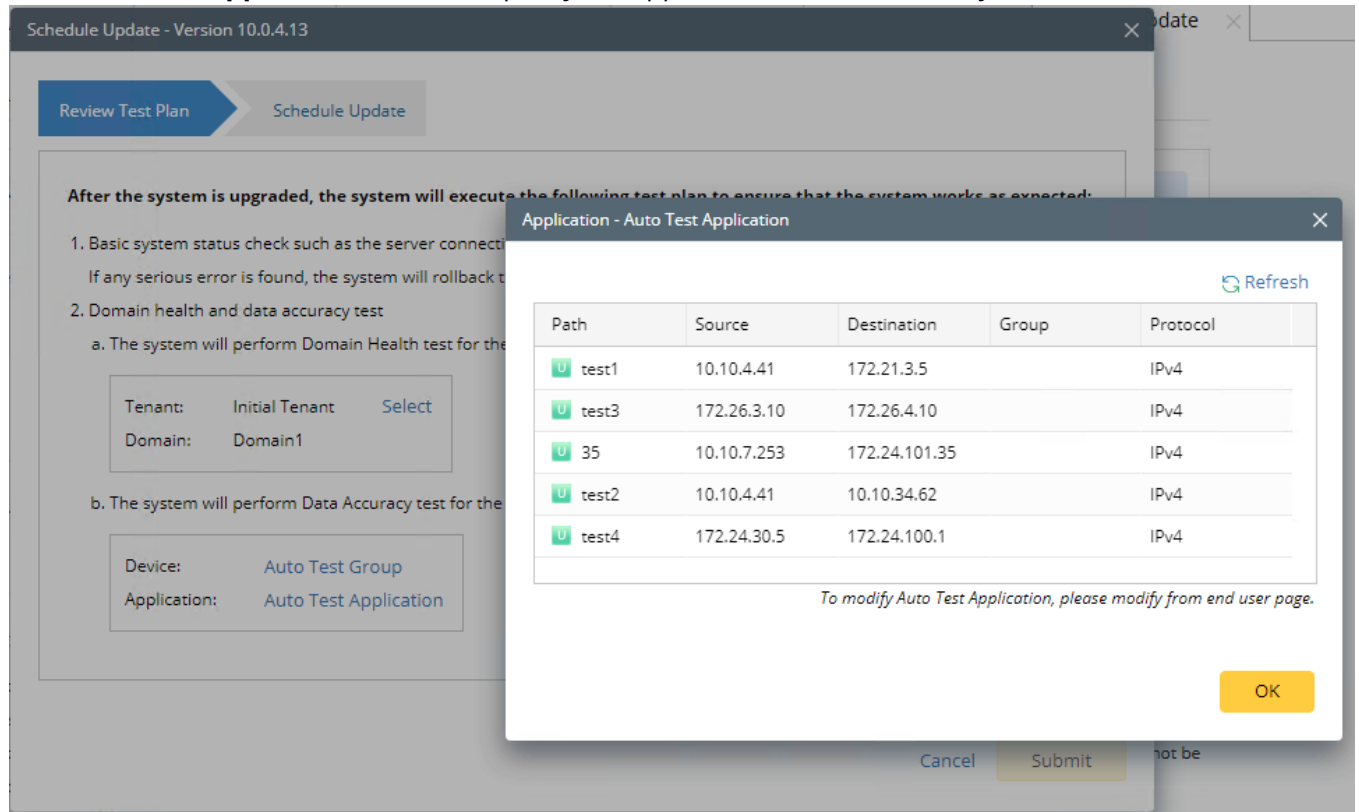 Schedule Update - Version 10.0.4.13
date
Review Test Plan
Schedule Update
After the system is upgraded, the system will execute the following test plan to ensure that the system works as expected:
1. Basic system status check such as the server connecti
If any serious error is found, the system will rollback t
2. Domain health and data accuracy test
a. The system will perform Domain Health test for the
Tenant: Initial Tenant Select
Domain: Domain1
b. The system will perform Data Accuracy test for the
Device: Auto Test Group
Application: Auto Test Application
Application - Auto Test Application
Refresh
Path Source Destination Group Protocol
U test1 10.10.4.41 172.21.3.5 IPv4
U test3 172.26.3.10 172.26.4.10 IPv4
U 35 10.10.7.253 172.24.101.35 IPv4
U test2 10.10.4.41 10.10.34.62 IPv4
U test4 172.24.30.5 172.24.100.1 IPv4
To modify Auto Test Application, please modify from end user page.
OK
Cancel Submit
not be